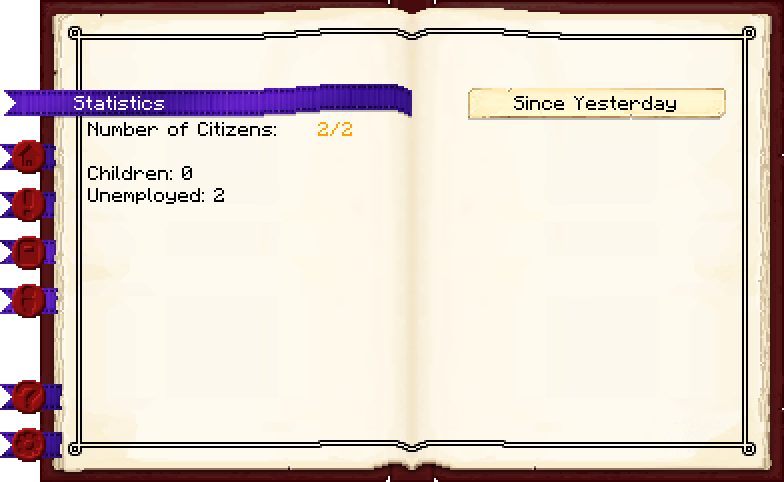 Statistics
Number of Citizens: 2/2
Children: 0
Unemployed: 2
Since Yesterday